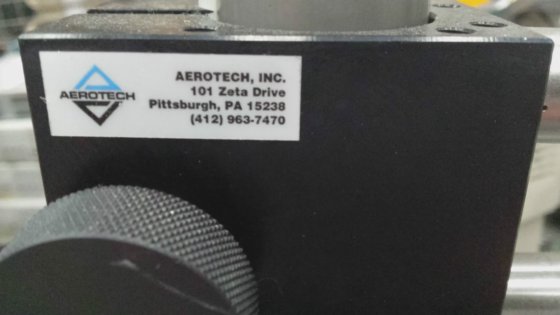 AEROTECH
AEROTECH, INC.
101 Zeta Drive
Pittsburgh, PA 15238
(412) 963-7470